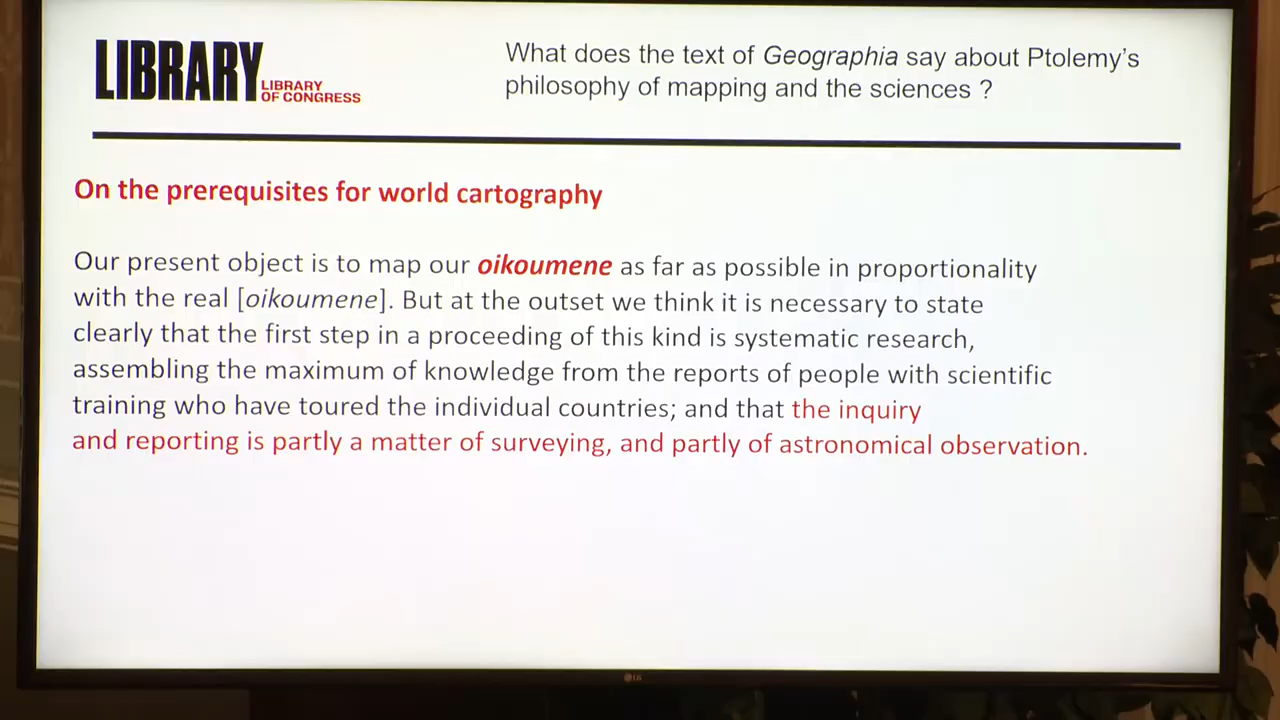 LIBRARY
LIBRARY
OF CONGRESS
What does the text of Geographia say about Ptolemy's
philosophy of mapping and the sciences ?
On the prerequisites for world cartography
Our present object is to map our oikoumene as far as possible in proportionality
with the real [oikoumene]. But at the outset we think it is necessary to state
clearly that the first step in a proceeding of this kind is systematic research,
assembling the maximum of knowledge from the reports of people with scientific
training who have toured the individual countries; and that the inquiry
and reporting is partly a matter of surveying, and partly of astronomical observation.
LG